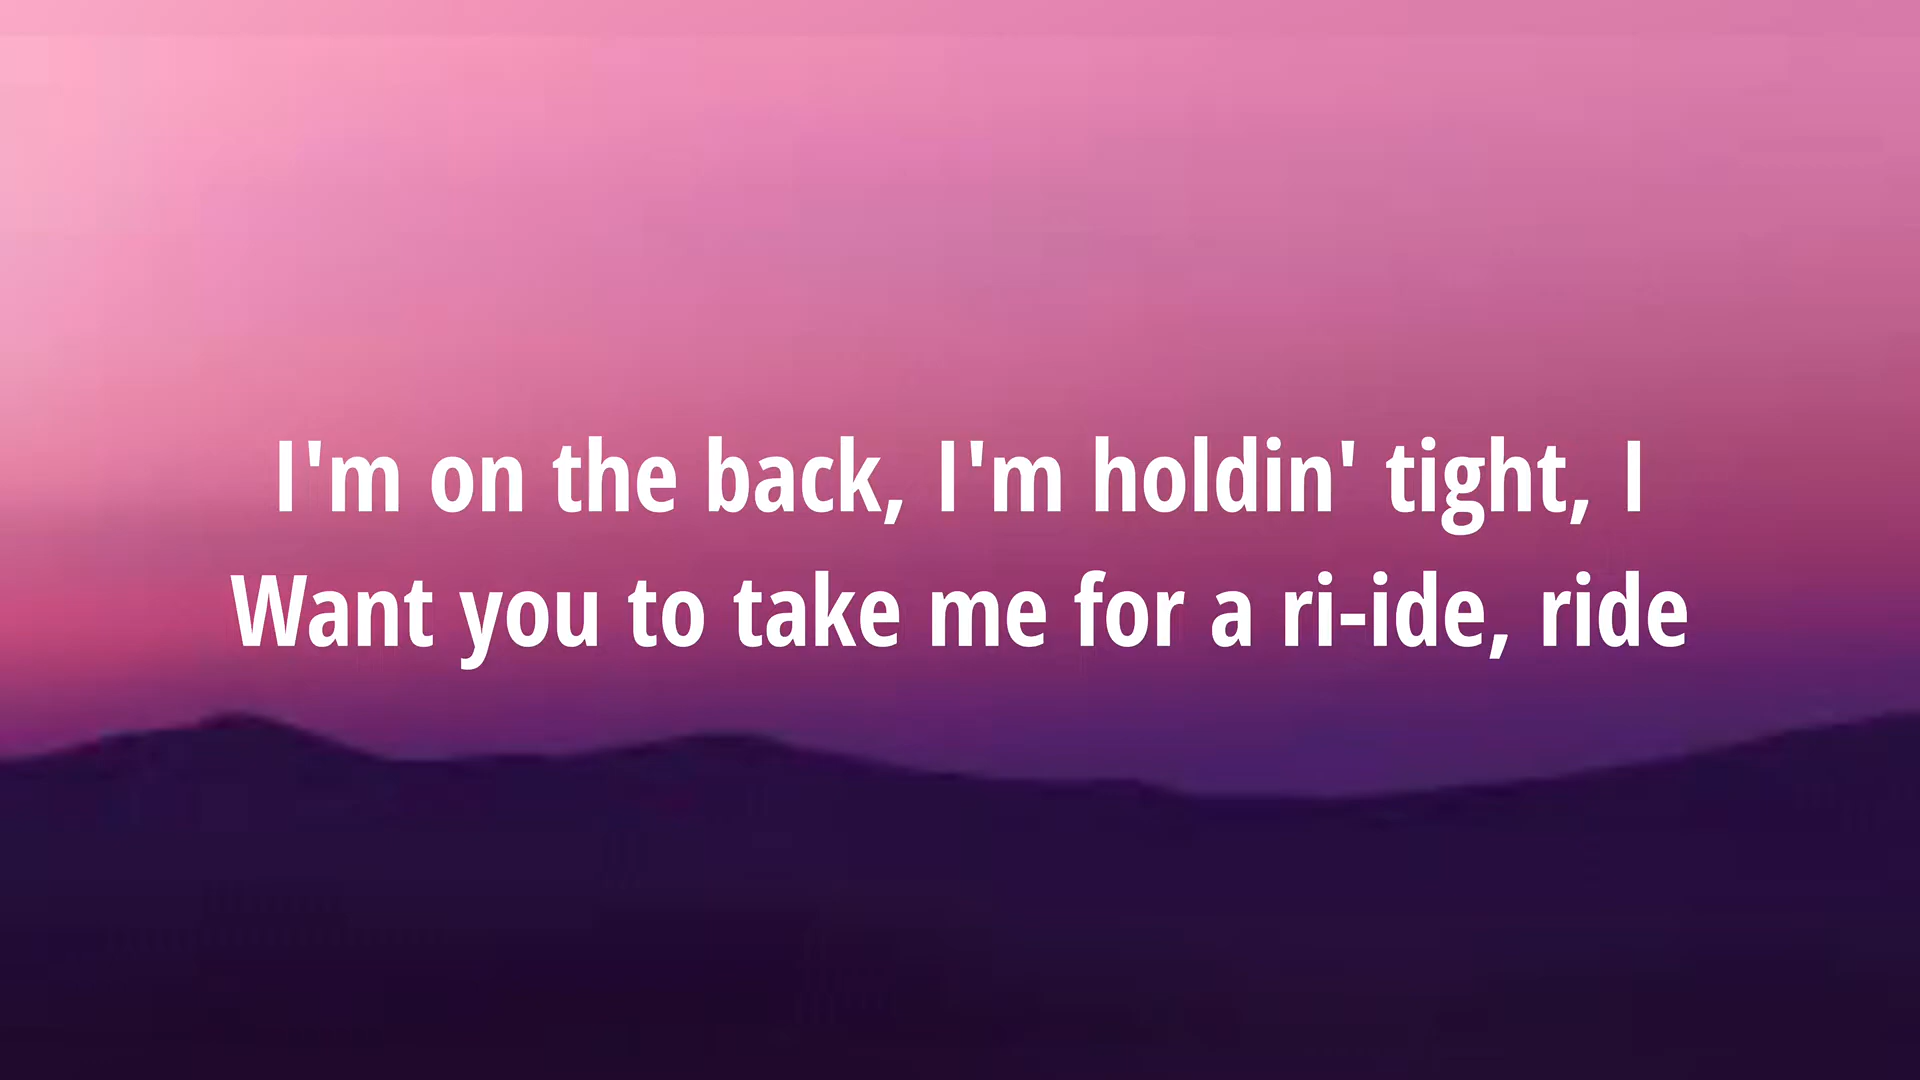 I'm on the back, I'm holdin' tight, I
Want you to take me for a ri-ide, ride